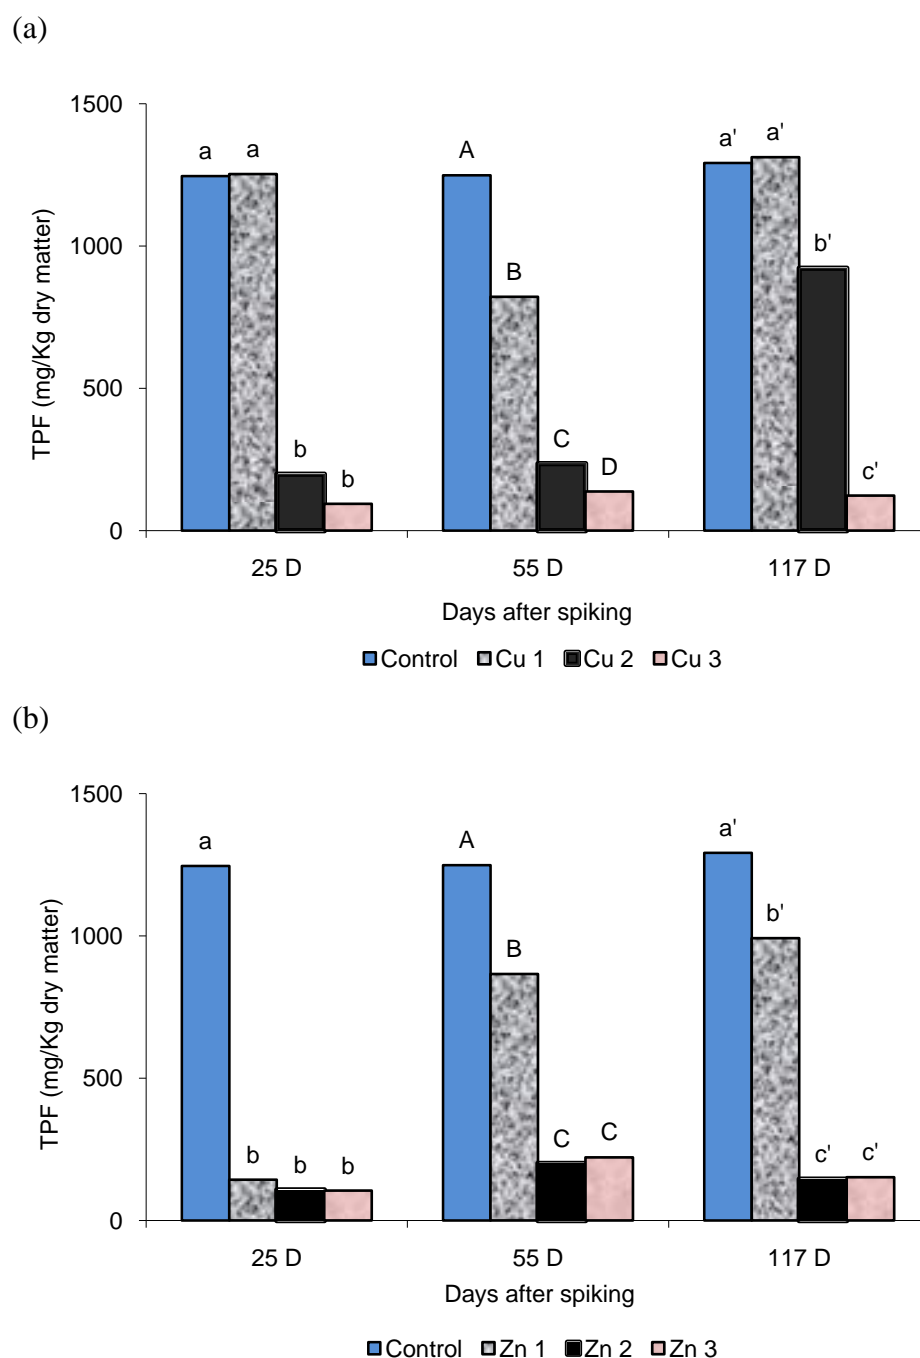 (a)
1500
1000
500
0
TPF (mg/Kg dry matter)
a
a
b
b
A
B
C
D
a'
a'
b'
c'
25 D
55 D
117 D
Days after spiking
Control
Cu 1
Cu 2
Cu 3
(b)
1500
1000
500
0
TPF (mg/Kg dry matter)
a
b
b
b
A
B
C
C
a'
b'
c'
c'
25 D
55 D
117 D
Days after spiking
Control
Zn 1
Zn 2
Zn 3